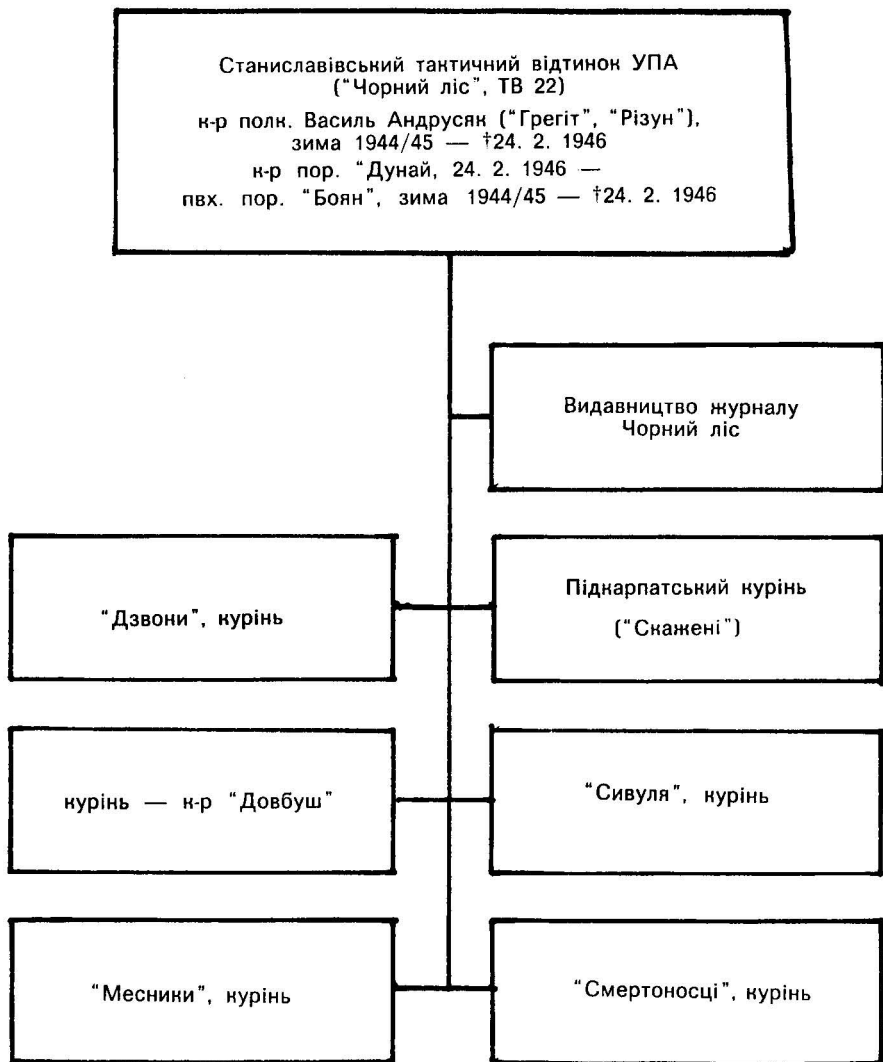 Станиславівський тактичний відтинок УПА
(“Чорний ліс”, ТВ 22)
к-р полк. Василь Андрусяк (“Грегіт”, “Різун”),
зима 1944/45 — †24. 2. 1946
к-р пор. “Дунай, 24. 2. 1946 —
пвх. пор. “Боян”, зима 1944/45 — †24. 2. 1946
Видавництво журналу
Чорний ліс
“Дзвони”, курінь
Підкарпатський курінь
(“Скажені”)
курінь — к-р “Довбуш”
“Сивуля”, курінь
“Месники”, курінь
“Смертоносці”, курінь